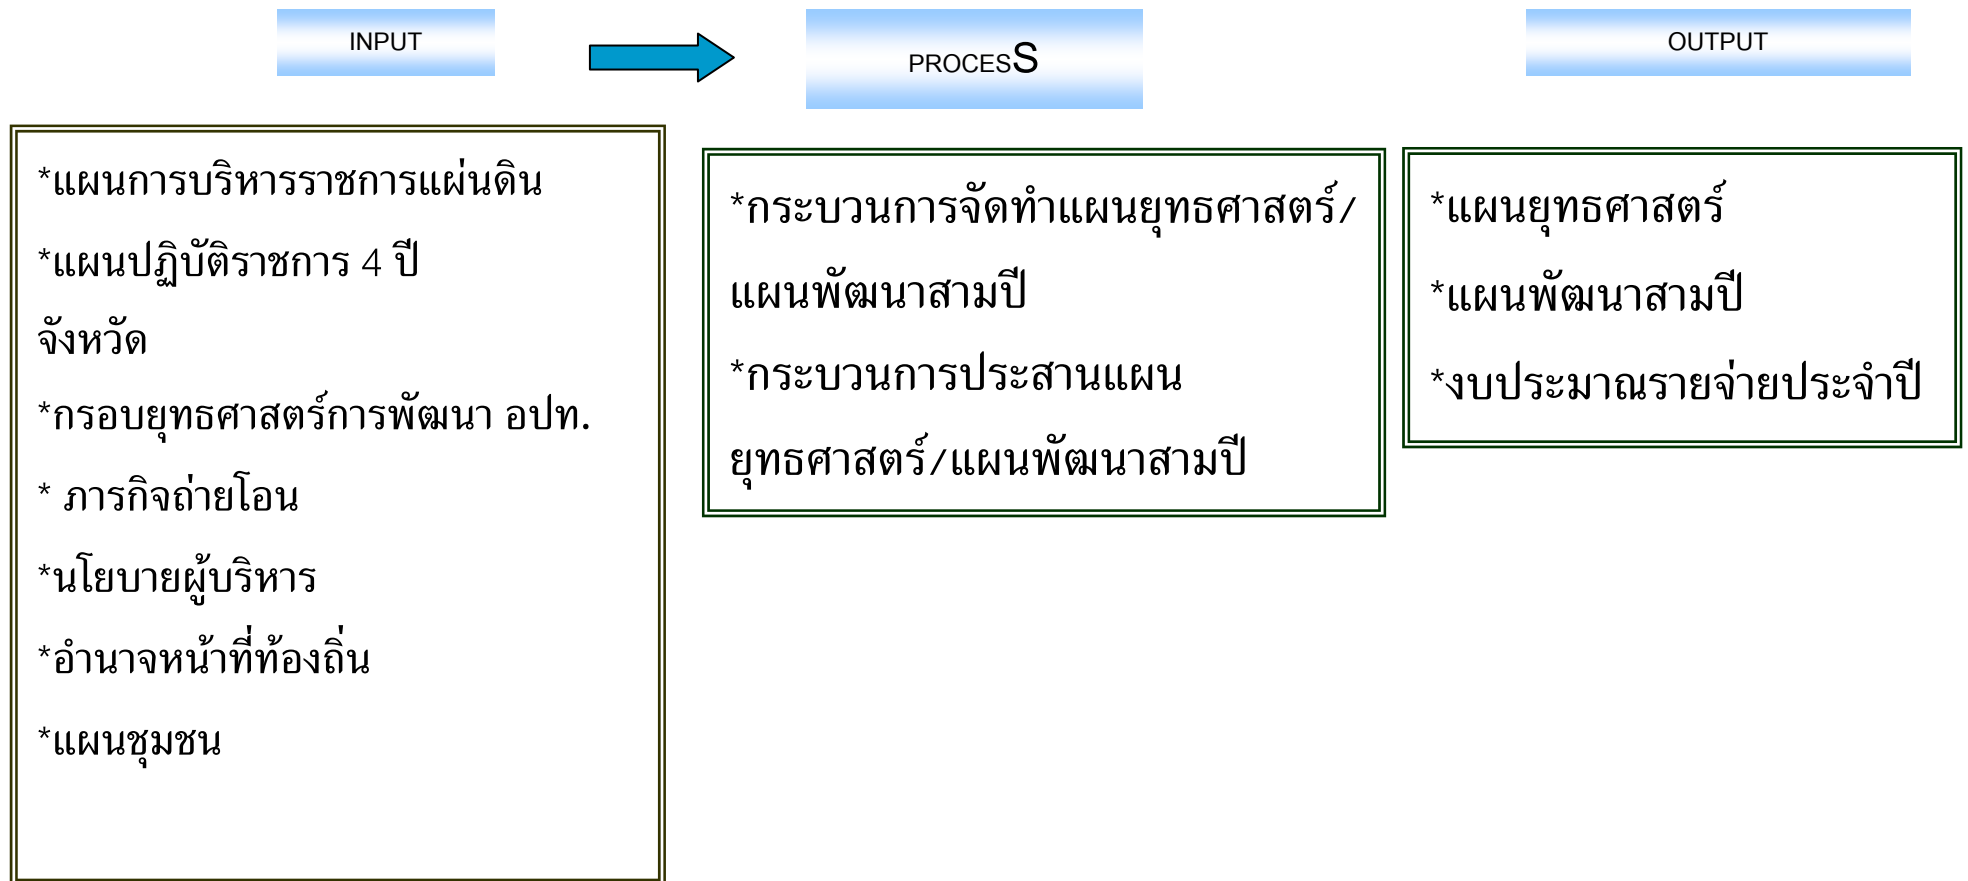 INPUT
PROCESS
OUTPUT
*แผนการบริหารราชการแผ่นดิน
*แผนปฏิบัติราชการ 4 ปี
จังหวัด
*กรอบยุทธศาสตร์การพัฒนา อปท.
* ภารกิจถ่ายโอน
*นโยบายผู้บริหาร
*อำนาจหน้าที่ท้องถิ่น
*แผนชุมชน
*กระบวนการจัดทำแผนยุทธศาสตร์/
แผนพัฒนาสามปี
*กระบวนการประสานแผน
ยุทธศาสตร์/แผนพัฒนาสามปี
*แผนยุทธศาสตร์
*แผนพัฒนาสามปี
*งบประมาณรายจ่ายประจำปี